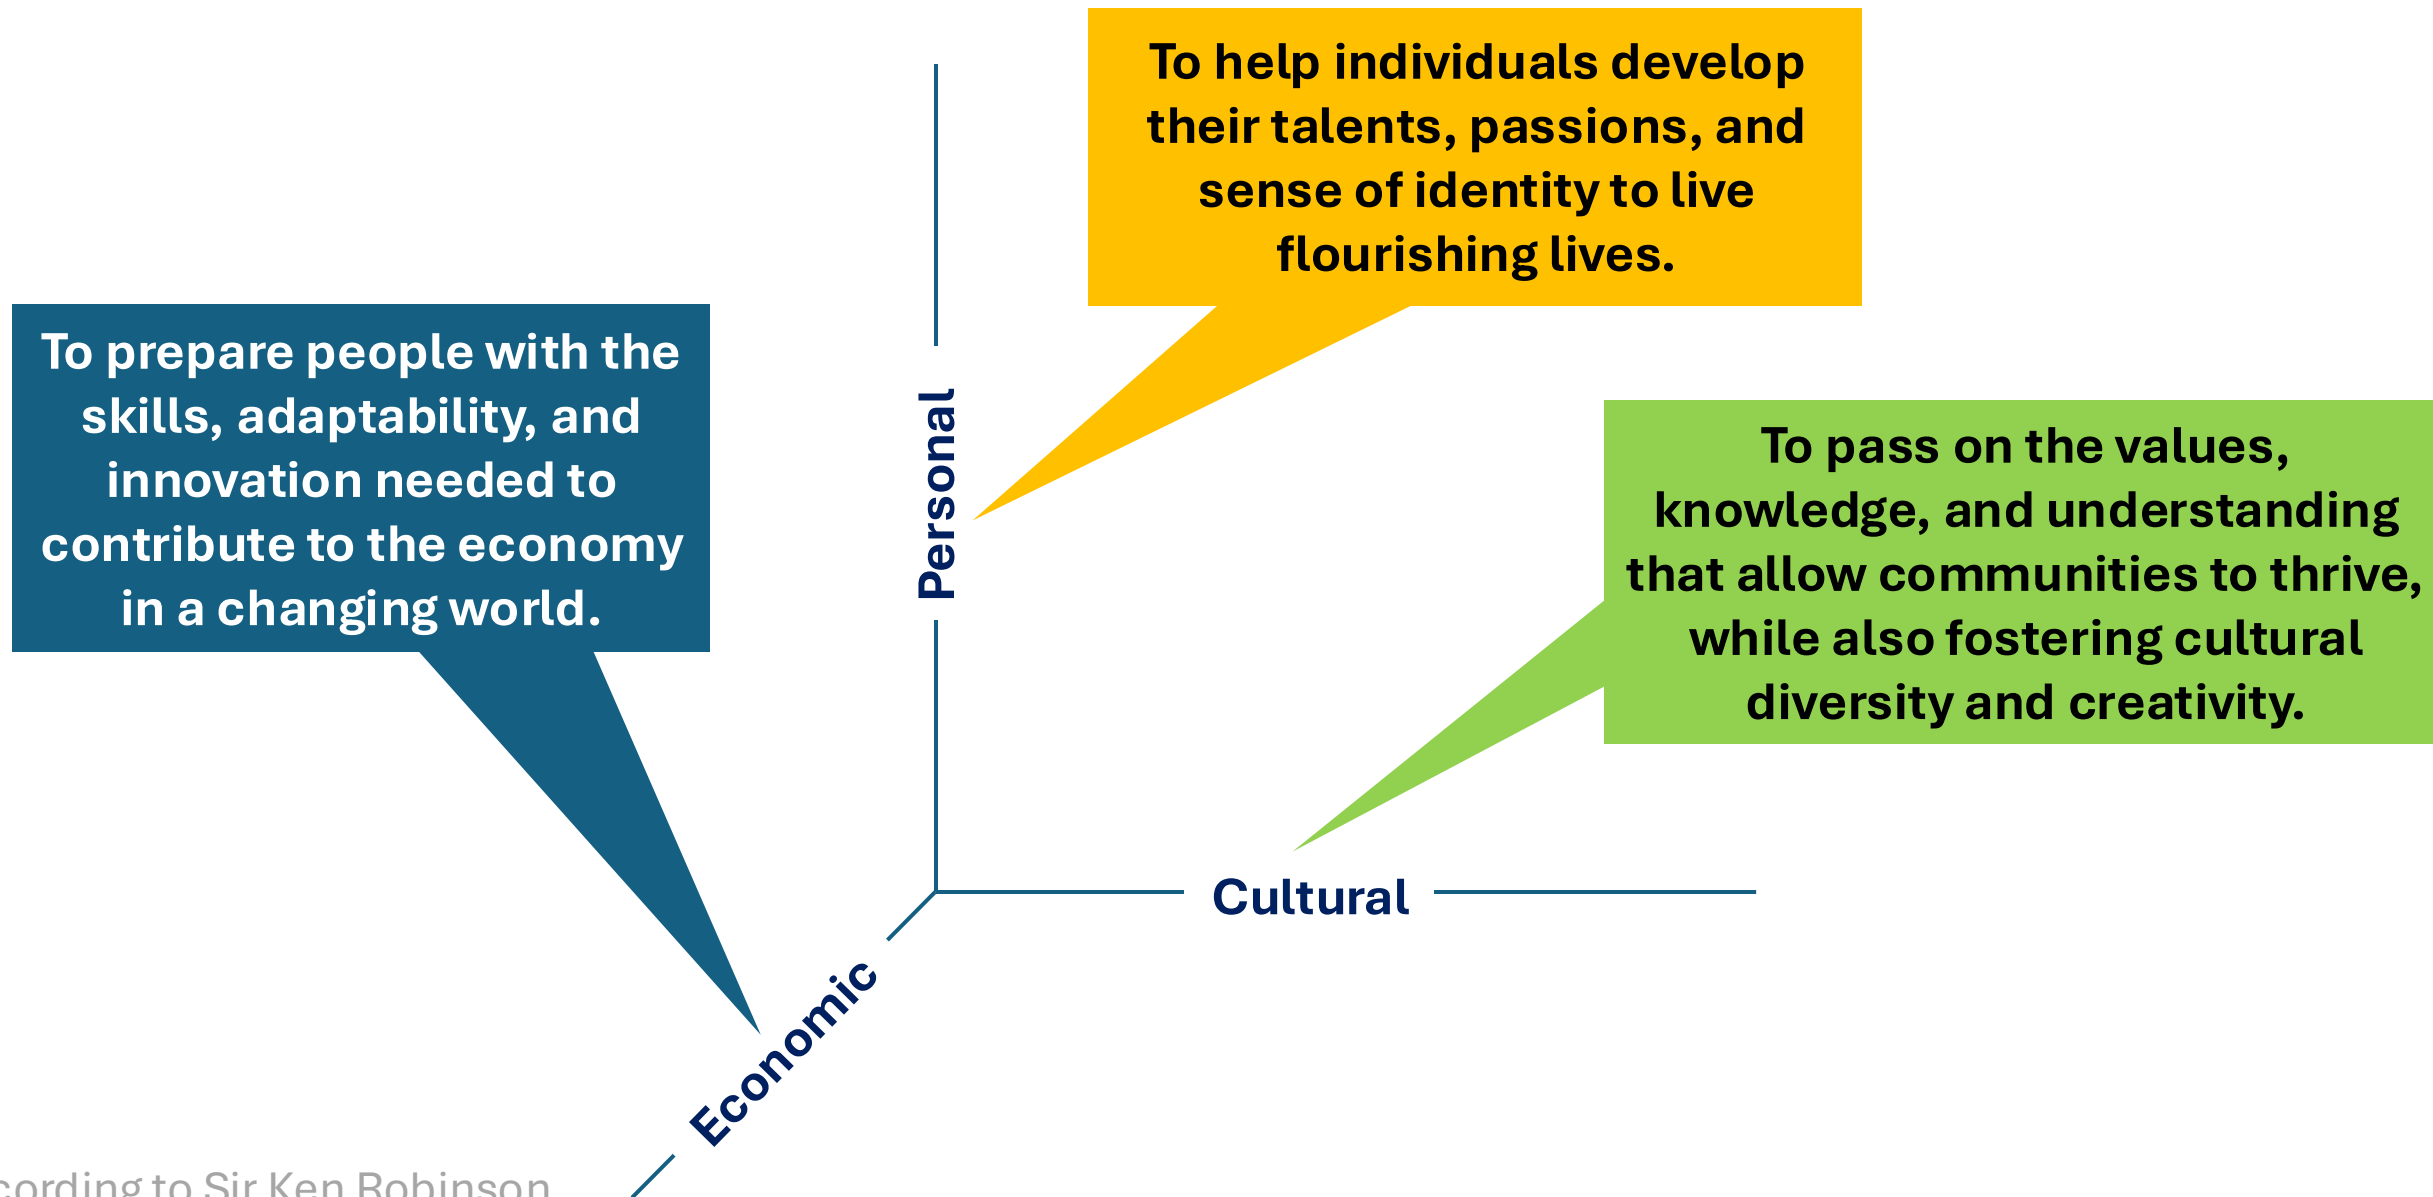 To help individuals develop
their talents, passions, and
sense of identity to live
flourishing lives.
To prepare people with the
skills, adaptability, and
innovation needed to
contribute to the economy
in a changing world.
Personal
To pass on the values,
knowledge, and understanding
that allow communities to thrive,
while also fostering cultural
diversity and creativity.
Cultural
Economic
cording to Sir Ken Robinson